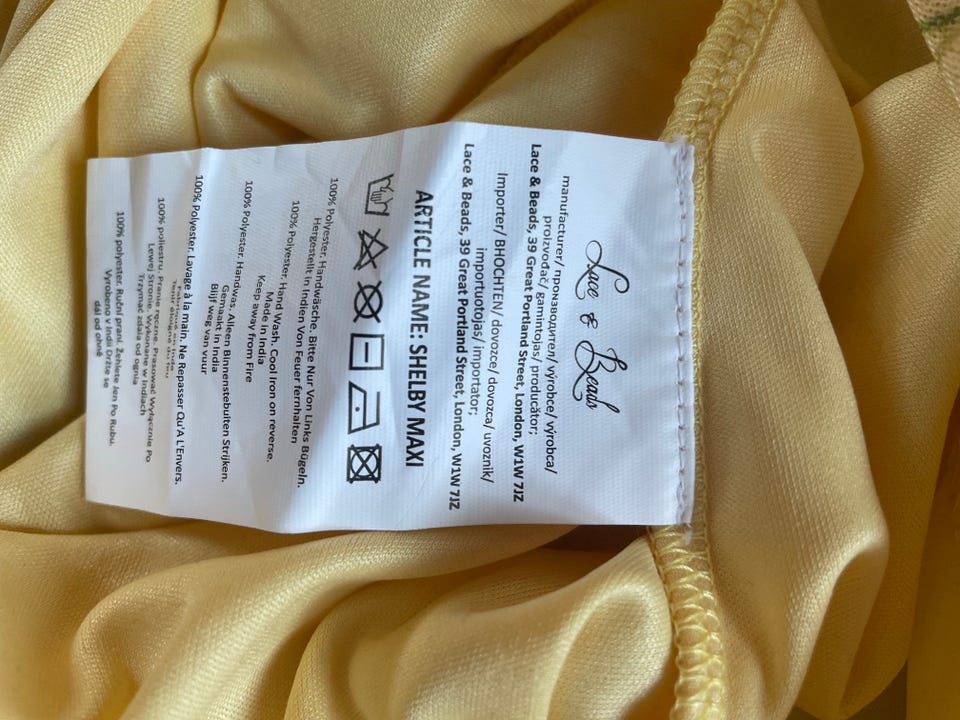 Lace & Beads
manufacturer/ производител/ výrobce/ výrobca/
proizvođač/ gamintojas/ producător;
Lace & Beads, 39 Great Portland Street, London, W1W 7JZ
Importer/ BHOCHTEN/ dovozce/ dovozca/ uvoznik/
importuotojas/ importator;
Lace & Beads, 39 Great Portland Street, London, W1W 7JZ
ARTICLE NAME: SHELBY MAXI
100% Polyester. Handwäsche. Bitte Nur Von Links Bügeln.
Hergestellt in Indien Von Feuer fernhalten
100% Polyester. Hand Wash. Cool Iron on reverse.
Made in India
Keep away from Fire
100% Polyester. Handwas. Alleen Binnenstebuiten Strijken.
Gemaakt in India
Blijf weg van vuur
100% Polyester. Lavage à la main. Ne Repasser Qu'A L'Envers.
100% poliestru. Pranie ręczne. Prasować Wyłącznie Po
Lewej Stronie. Wykonane w Indiach
Trzymać zdala od ognia
100% polyester. Ruční praní. Žehlete Jen Po Rubu.
Vyrobeno v Indii Držte se
dál od ohně